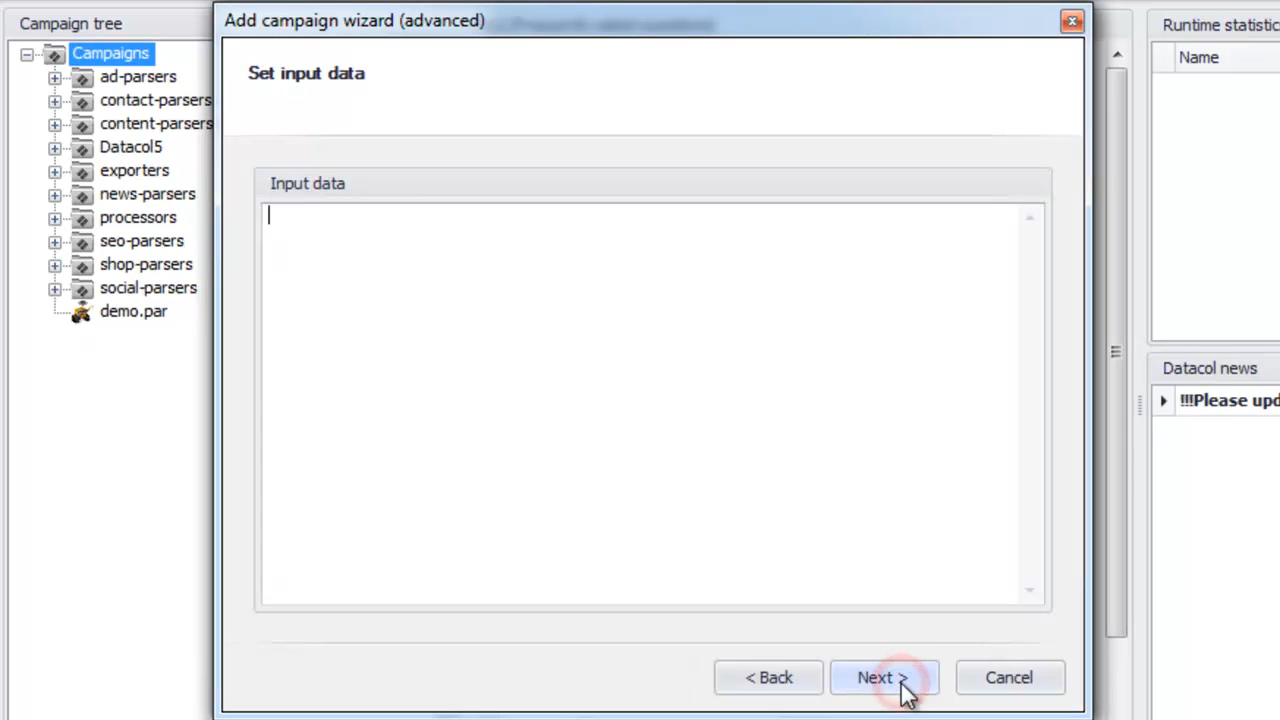 Campaign tree
Campaigns
ad-parsers
contact-parsers
content-parsers
Datacol5
exporters
news-parsers
processors
seo-parsers
shop-parsers
social-parsers
demo.par
Add campaign wizard (advanced)
Set input data
Input data
< Back
Next >
Cancel
Runtime statistic
Name
Datacol news
!!!Please upd